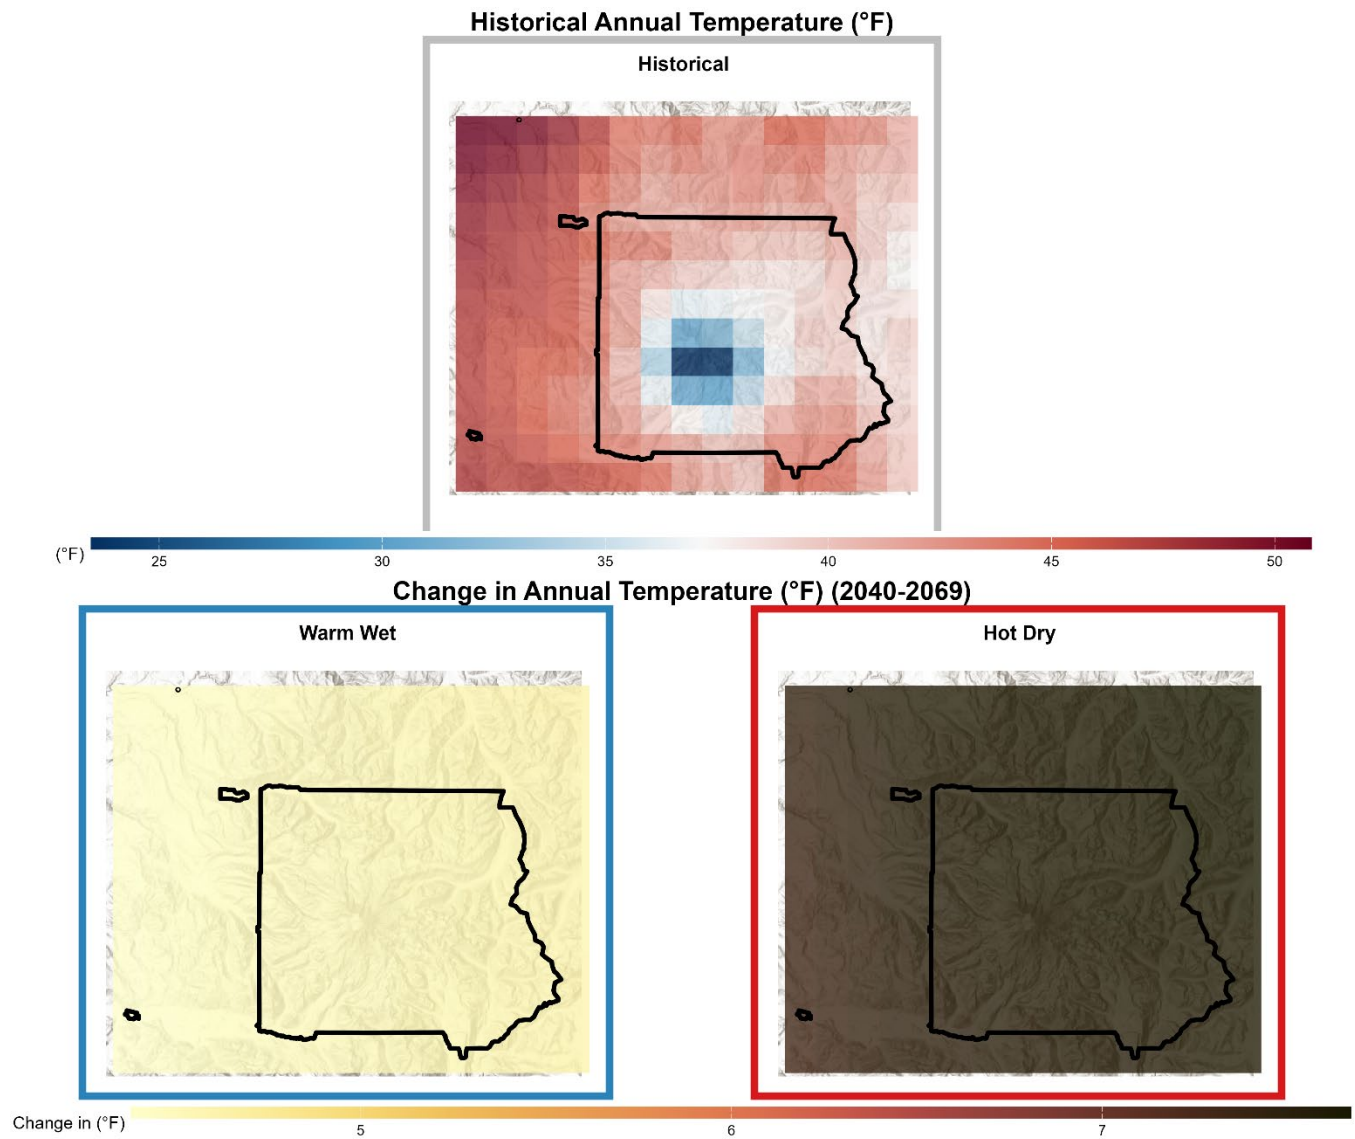 Historical Annual Temperature (°F)
Historical
(°F)
25 30 35 40 45 50
Change in Annual Temperature (°F) (2040-2069)
Warm Wet
Hot Dry
Change in (°F)
5 6 7